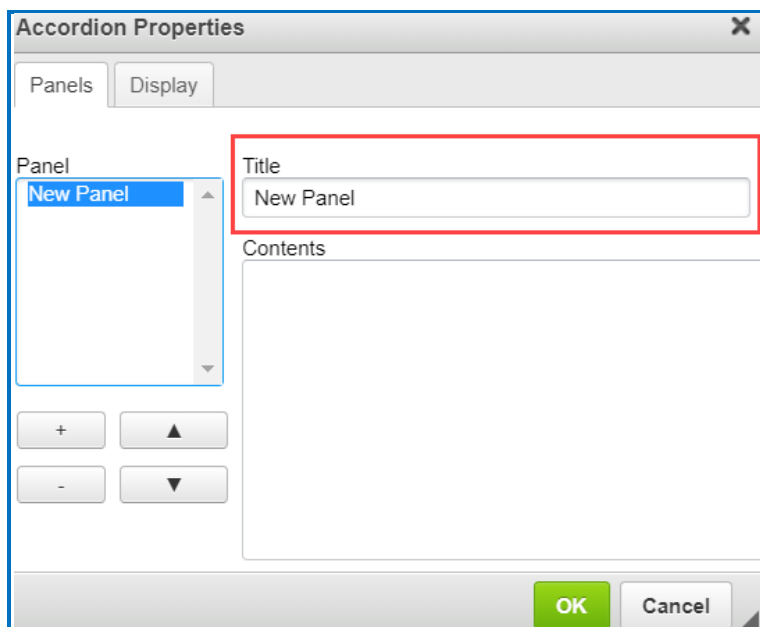 Accordion Properties
Panels Display
Panel
New Panel
Title
New Panel
Contents
+ ▲
- ▼
OK Cancel